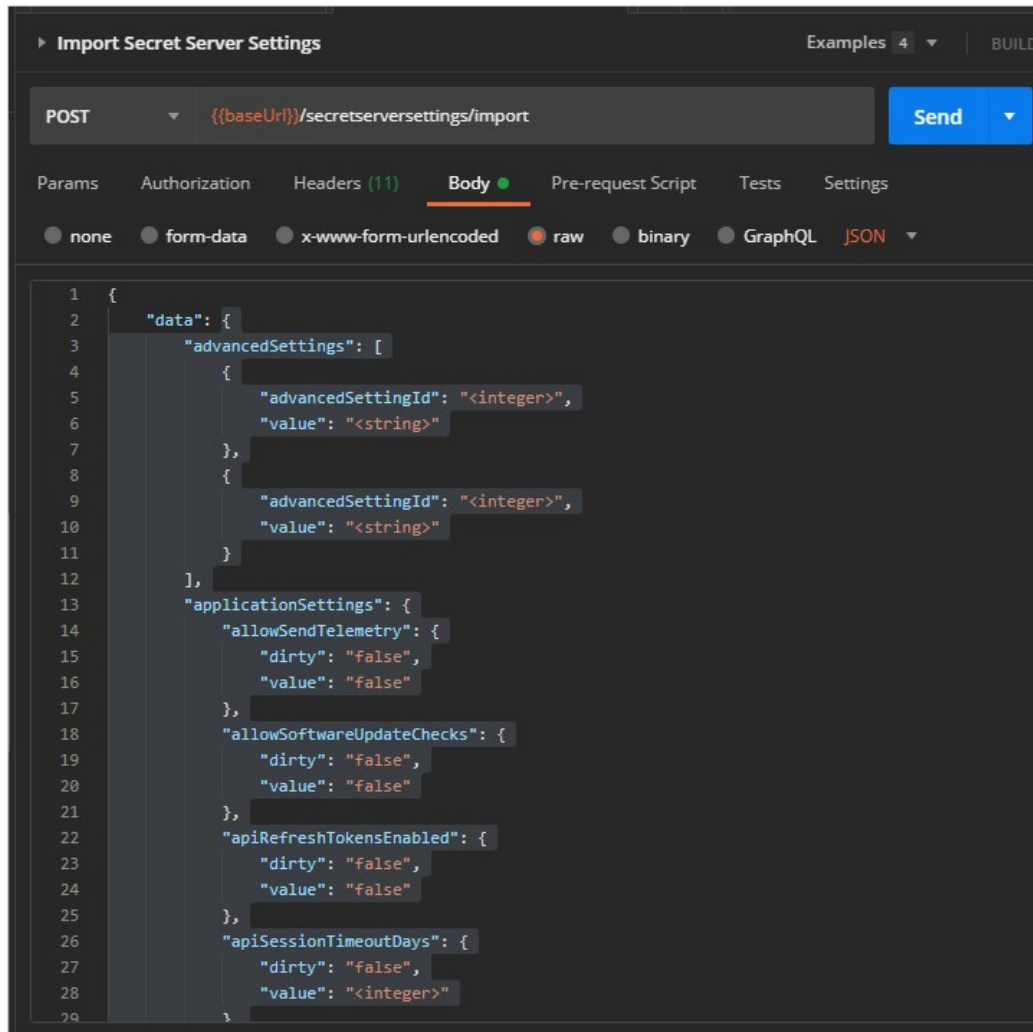 Import Secret Server Settings Examples 4 BUILD
POST {{baseUrl}}/secretserversettings/import Send
Params Authorization Headers (11) Body Pre-request Script Tests Settings
none form-data x-www-form-urlencoded raw binary GraphQL JSON
1 {
2 "data": {
3 "advancedSettings": [
4 {
5 "advancedSettingId": "<integer>",
6 "value": "<string>"
7 },
8 {
9 "advancedSettingId": "<integer>",
10 "value": "<string>"
11 }
12 ],
13 "applicationSettings": {
14 "allowSendTelemetry": {
15 "dirty": "false",
16 "value": "false"
17 },
18 "allowSoftwareUpdateChecks": {
19 "dirty": "false",
20 "value": "false"
21 },
22 "apiRefreshTokensEnabled": {
23 "dirty": "false",
24 "value": "false"
25 },
26 "apiSessionTimeoutDays": {
27 "dirty": "false",
28 "value": "<integer>"
29 }